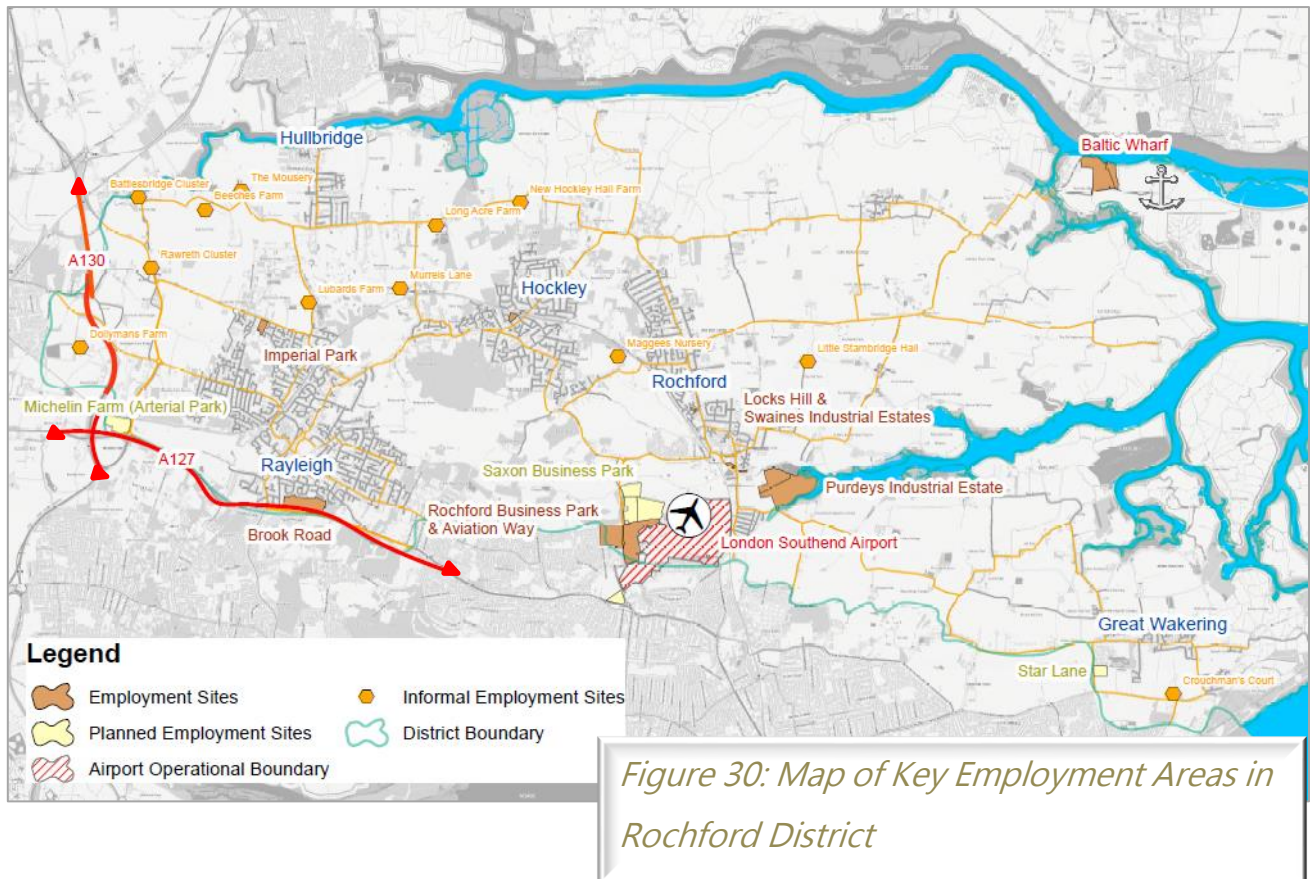 Hullbridge
Baltic Wharf
Battlesbridge Cluster
The Mousery
Beeches Farm
New Hockley Hall Farm
Long Acre Farm
A130
Rawreth Cluster
Lubards Farm
Murrels Lane
Hockley
Dollymans Farm
Imperial Park
Maggees Nursery
Little Stambridge Hall
Rochford
Michelin Farm (Arterial Park)
Locks Hill &
Swaines Industrial Estates
A127
Rayleigh
Saxon Business Park
Purdeys Industrial Estate
Rochford Business Park
& Aviation Way
Brook Road
London Southend Airport
Great Wakering
Star Lane
Crouchman's Court
Legend
Employment Sites
Informal Employment Sites
Planned Employment Sites
District Boundary
Airport Operational Boundary
Figure 30: Map of Key Employment Areas in
Rochford District